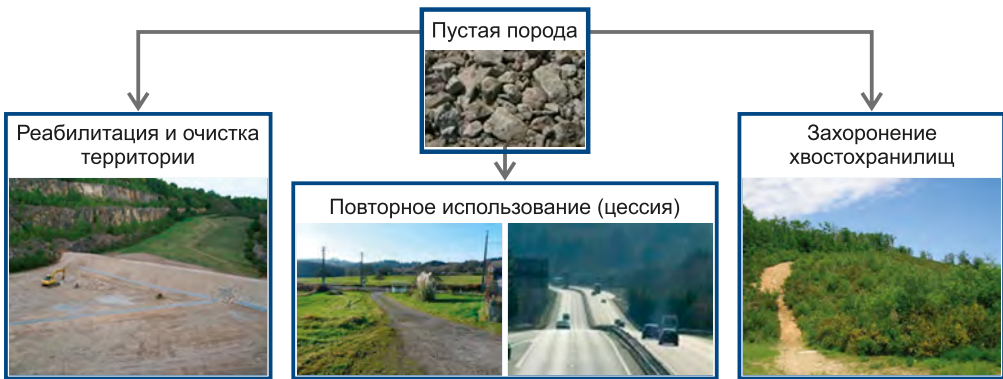 Пустая порода
Реабилитация и очистка
территории
Повторное использование (цессия)
Захоронение
хвостохранилищ